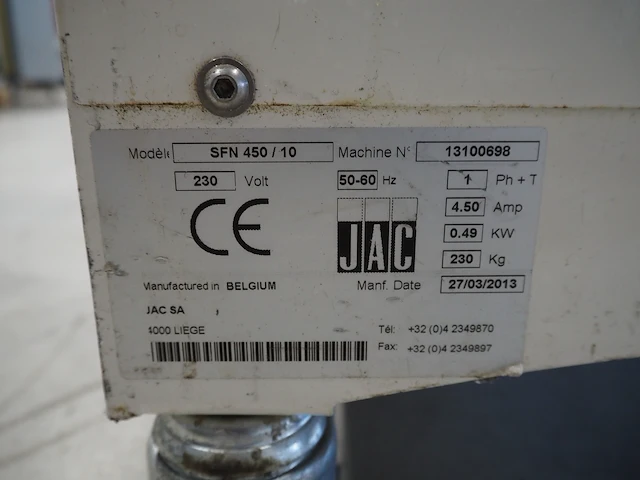 Modèle SFN 450 / 10 Machine N° 13100698
230 Volt 50-60 Hz 1 Ph + T
4.50 Amp
CE JAC 0.49 KW
230 Kg
Manufactured in BELGIUM Manf. Date 27/03/2013
JAC SA
4000 LIEGE Tél: +32 (0)4 2349870
Fax: +32 (0)4 2349897